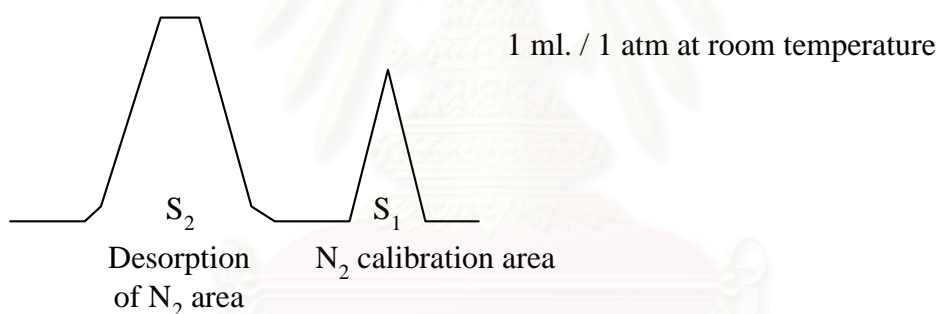 1 ml. / 1 atm at room temperature
S₂
S₁
Desorption
of N₂ area
N₂ calibration area